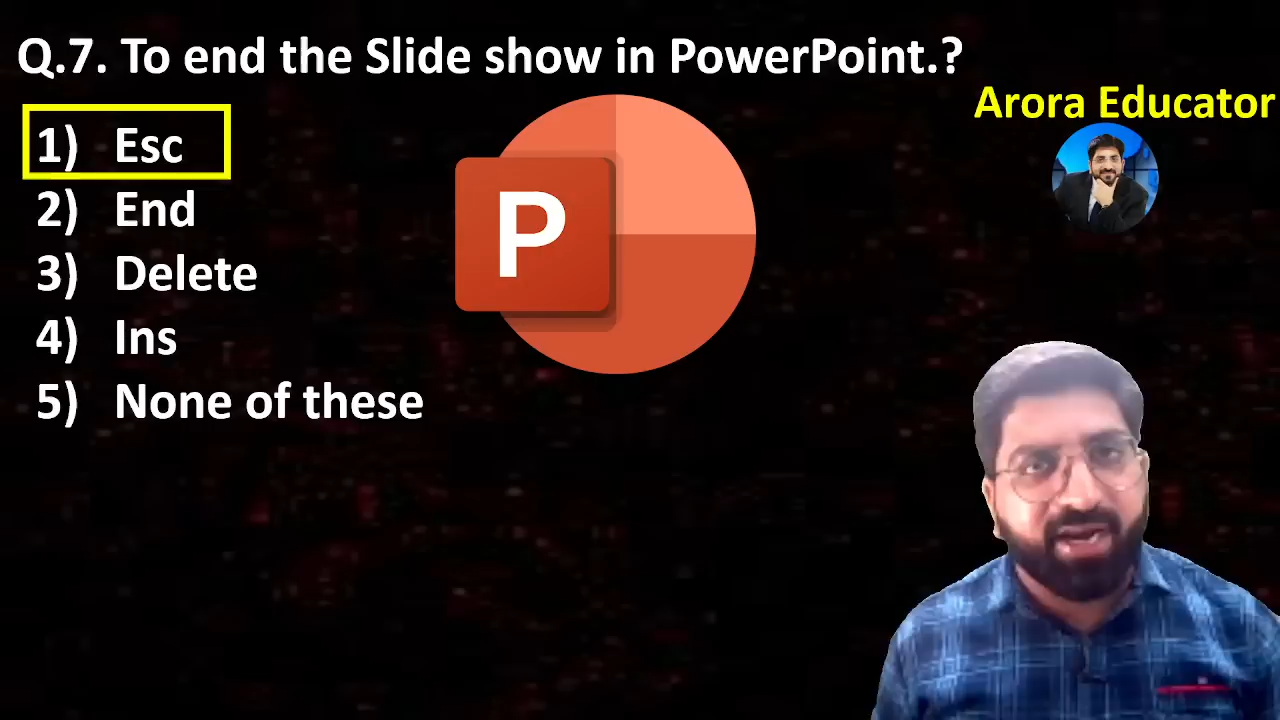 Q.7. To end the Slide show in PowerPoint.?
Arora Educator
1) Esc
2) End
3) Delete
4) Ins
5) None of these
P